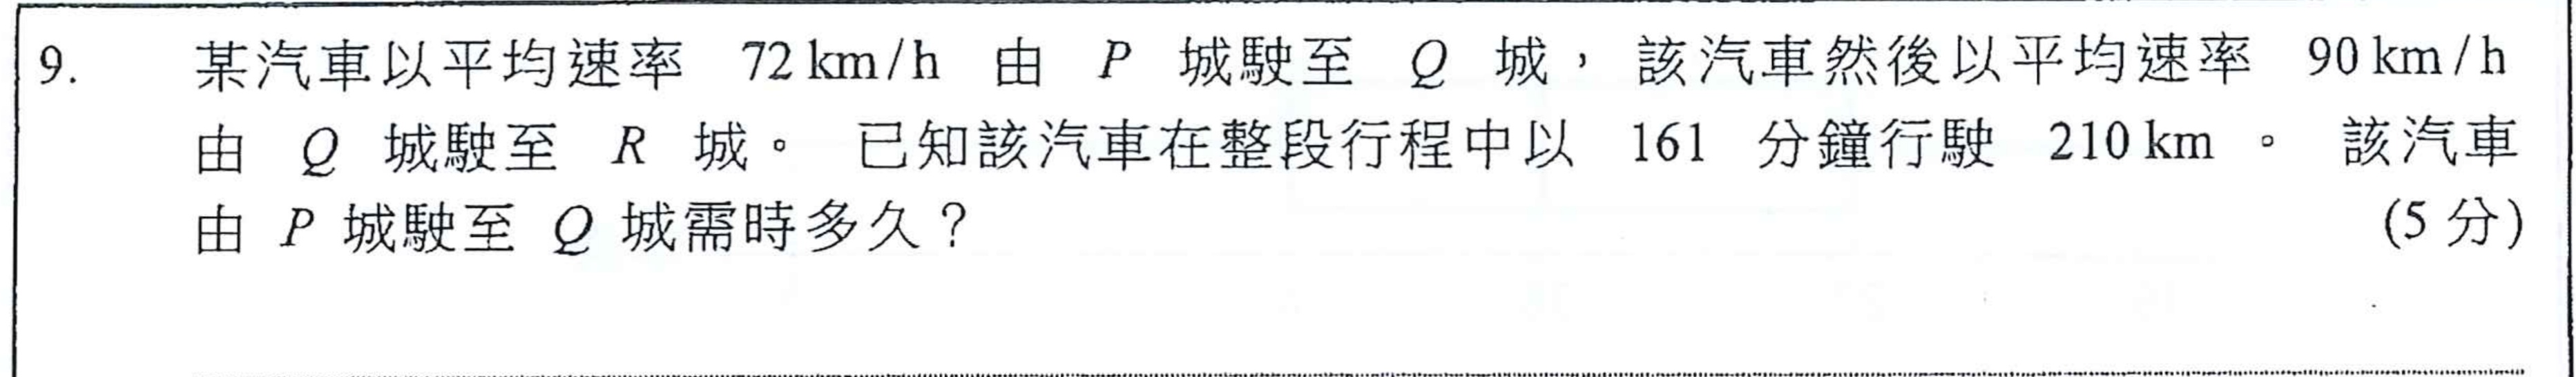 9. 某汽車以平均速率 72 km/h 由 P 城駛至 Q 城，該汽車然後以平均速率 90 km/h
由 Q 城駛至 R 城。 已知該汽車在整段行程中以 161 分鐘行駛 210 km 。 該汽車
由 P 城駛至 Q 城需時多久？ (5 分)